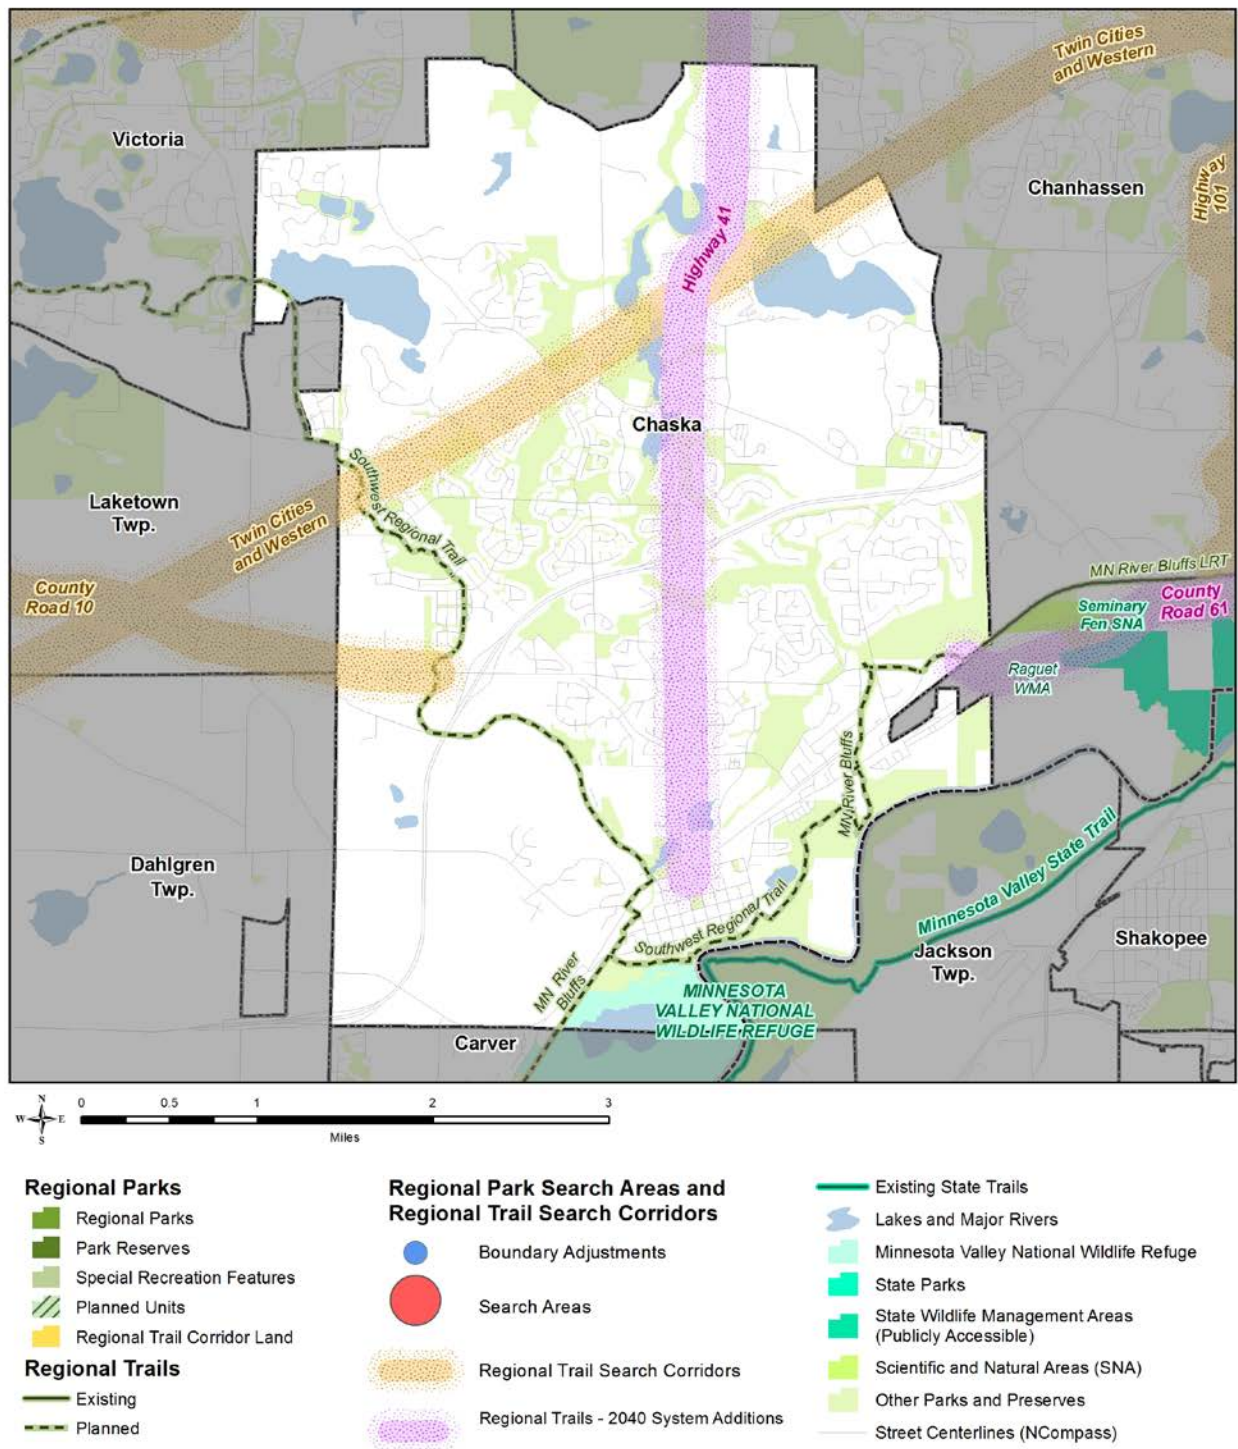 Twin Cities
and Western
Victoria
Chanhassen
Highway
101
Highway 41
Chaska
Southwest Regional Trail
Laketown
Twp.
Twin Cities
and Western
County
Road 10
MN River Bluffs LRT
County
Road 61
Seminary
Fen SNA
Raguet
WMA
MN River Bluffs
Minnesota Valley State Trail
Dahlgren
Twp.
Southwest Regional Trail
Shakopee
Jackson
Twp.
MN River
Bluffs
MINNESOTA
VALLEY NATIONAL
WILDLIFE REFUGE
Carver
N
W E
S
0 0.5 1 2 3
Miles
Regional Parks
Regional Parks
Park Reserves
Special Recreation Features
Planned Units
Regional Trail Corridor Land
Regional Trails
Existing
Planned
Regional Park Search Areas and
Regional Trail Search Corridors
Boundary Adjustments
Search Areas
Regional Trail Search Corridors
Regional Trails - 2040 System Additions
Existing State Trails
Lakes and Major Rivers
Minnesota Valley National Wildlife Refuge
State Parks
State Wildlife Management Areas
(Publicly Accessible)
Scientific and Natural Areas (SNA)
Other Parks and Preserves
Street Centerlines (NCompass)